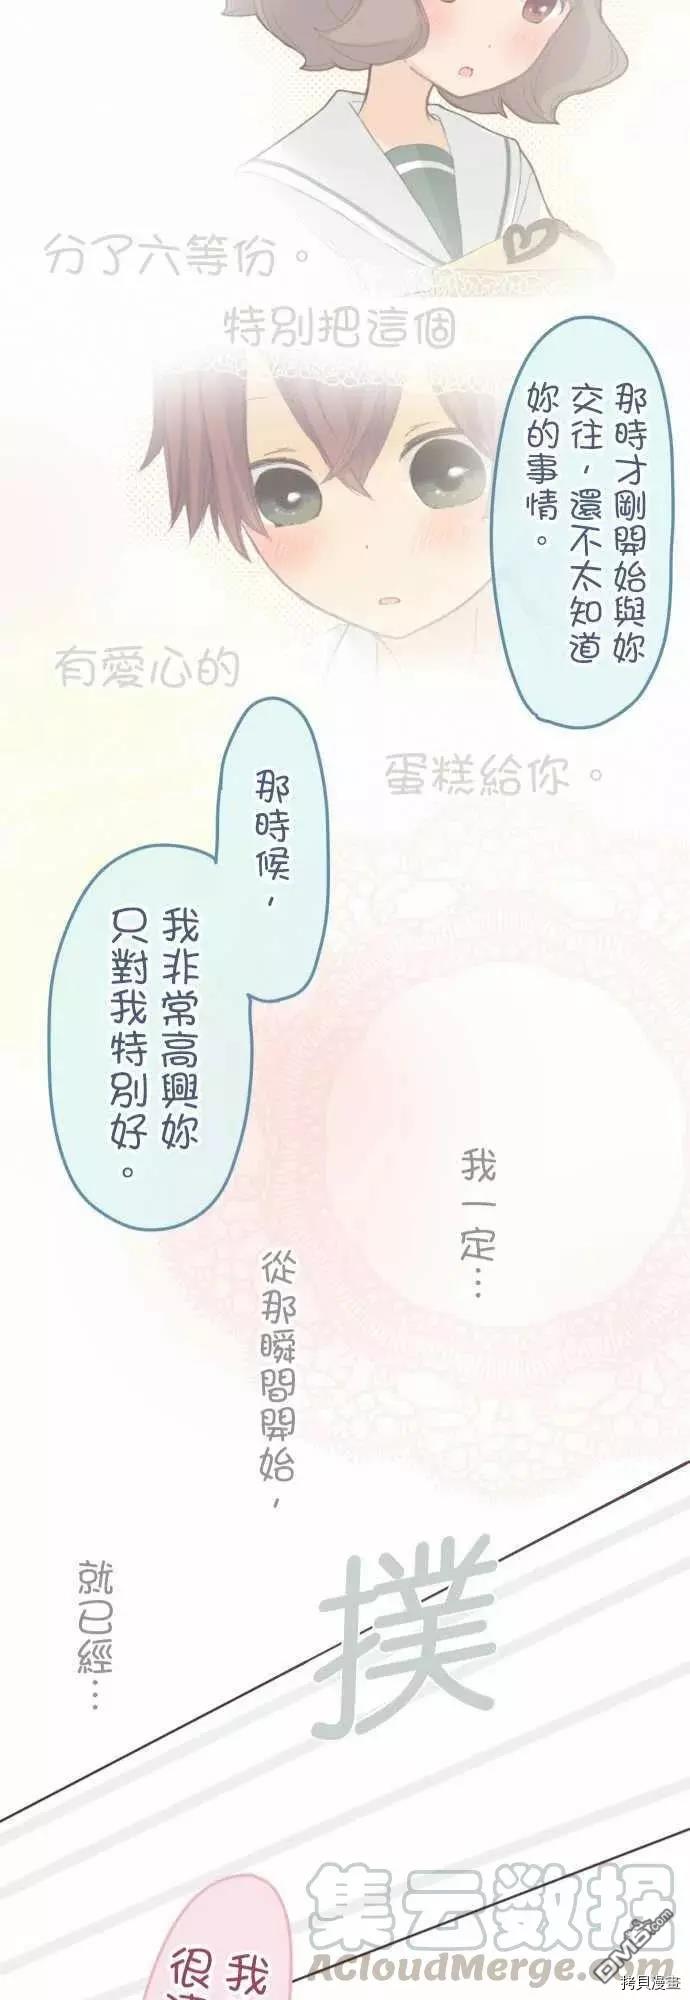 分了六等份。
特別把這個
那時才剛開始與妳
交往，還不太知道
妳的事情。
有愛心的
蛋糕給你。
那時候，
我非常高興妳
只對我特別好。
我一定…
從那瞬間開始，
就已經…
撲
集云数据
ACloudMerge.com
DM5.com
拷貝漫畫
我
很